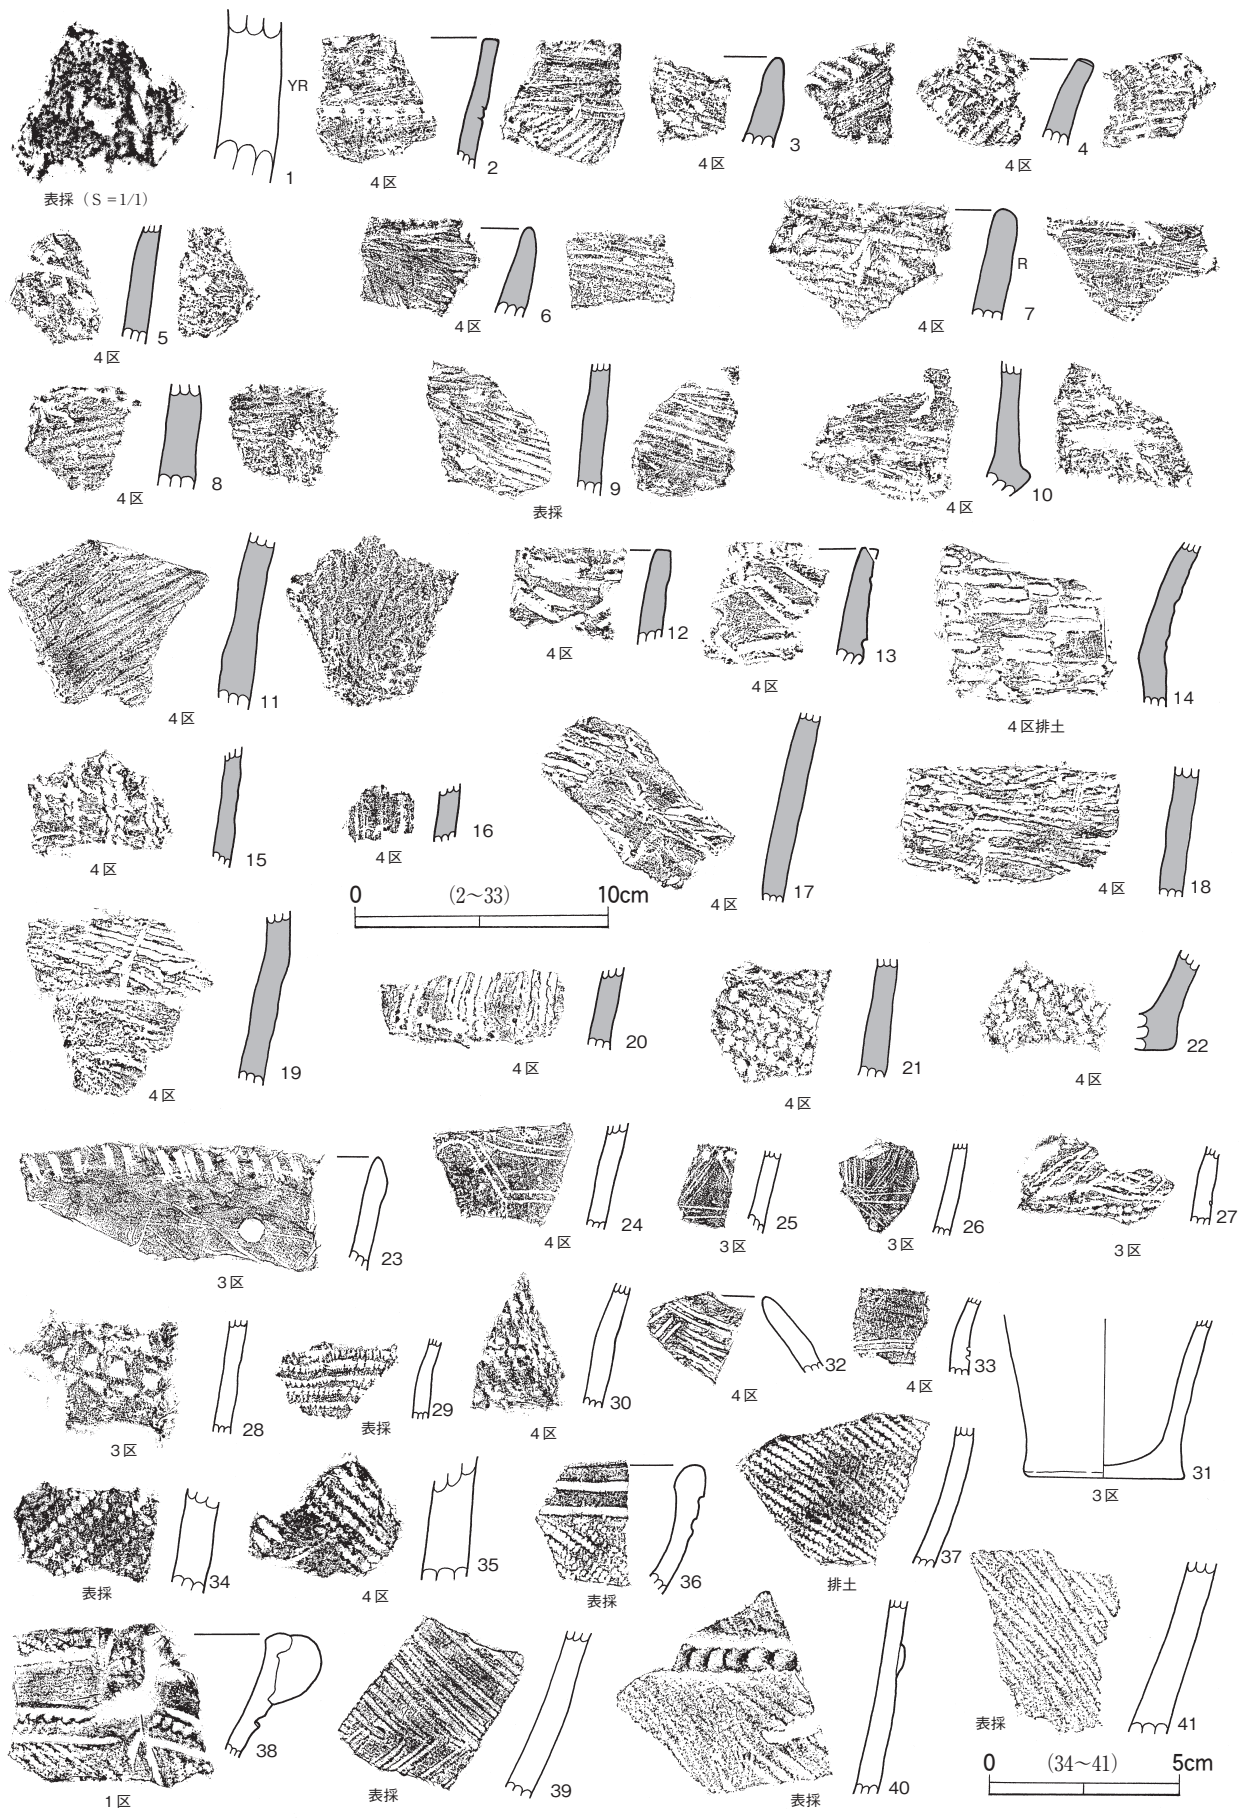 YR
1
表採（S＝1/1）
2
4区
3
4区
4
4区
5
4区
6
4区
R
7
4区
8
4区
9
表採
10
4区
11
4区
12
4区
13
4区
14
4区排土
15
4区
16
4区
17
4区
18
4区
0 (2～33) 10cm
19
4区
20
4区
21
4区
22
4区
23
3区
24
4区
25
3区
26
3区
27
3区
28
3区
29
表採
30
4区
32
4区
33
4区
31
3区
34
表採
35
4区
36
表採
37
排土
38
1区
39
表採
40
表採
41
表採
0 (34～41) 5cm